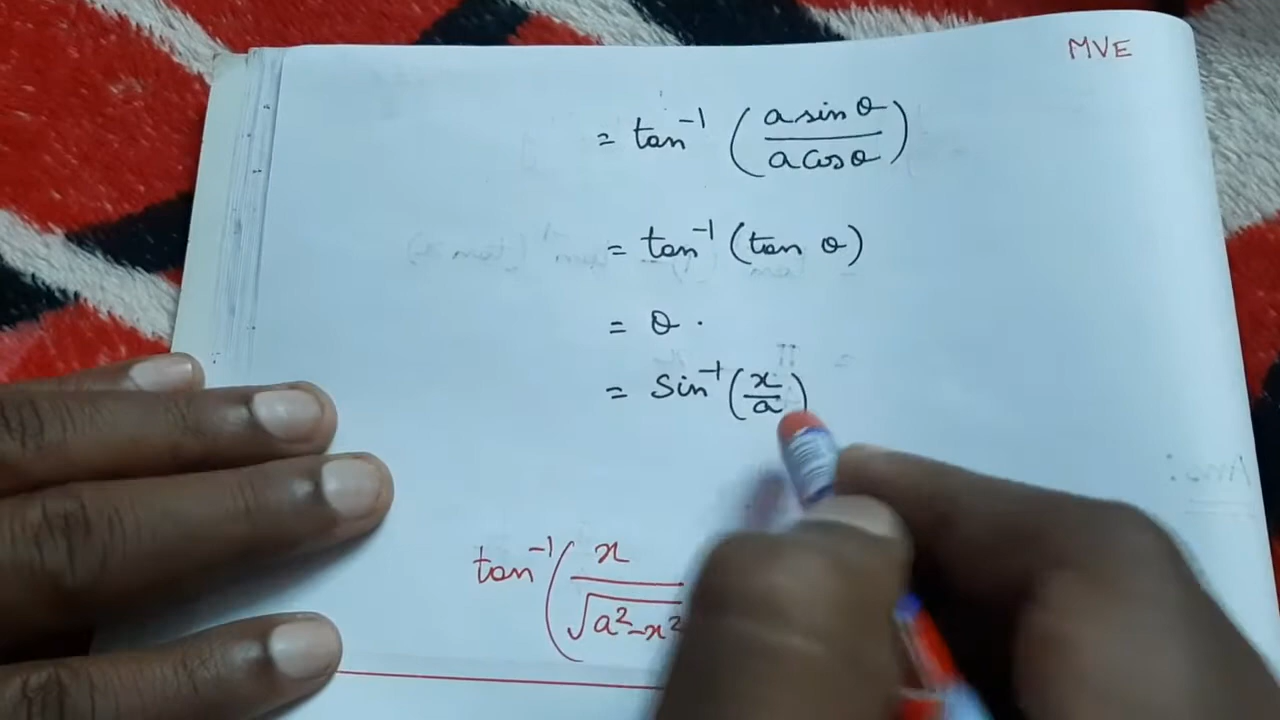 MVE
= tan⁻¹ (a sin θ / a cos θ)
= tan⁻¹ (tan θ)
= θ .
= Sin⁻¹ (x/a)
tan⁻¹ (x / √a²-x²